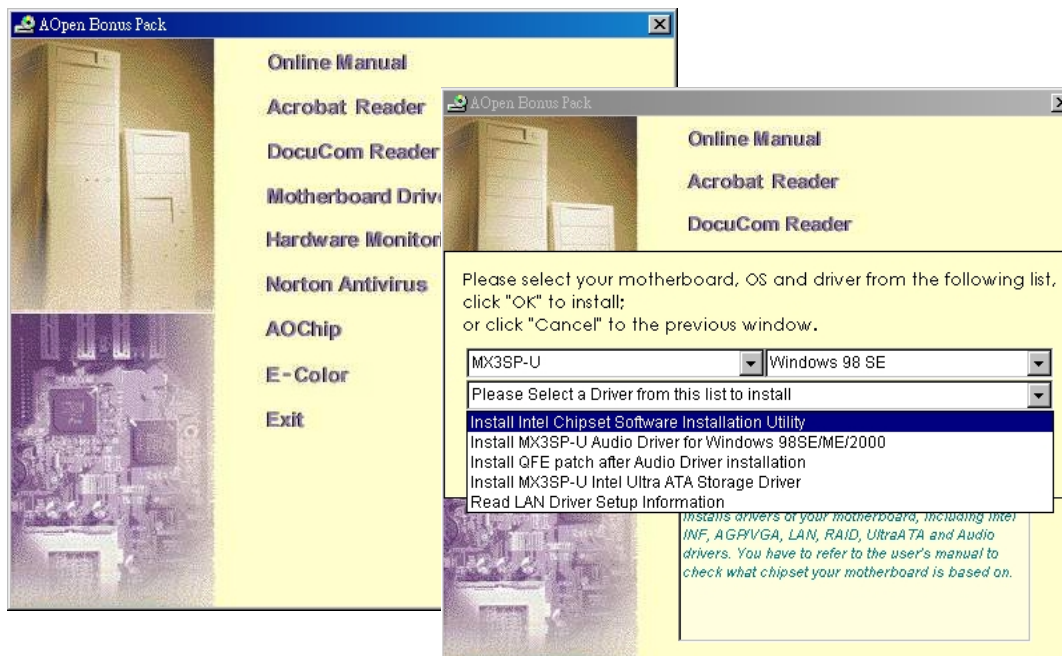 AOpen Bonus Pack
Online Manual
Acrobat Reader
DocuCom Reader
Motherboard Drive
Hardware Monitor
Norton Antivirus
AOChip
E-Color
Exit
AOpen Bonus Pack
Online Manual
Acrobat Reader
DocuCom Reader
Please select your motherboard, OS and driver from the following list,
click "OK" to install;
or click "Cancel" to the previous window.
MX3SP-U
Windows 98 SE
Please Select a Driver from this list to install
Install Intel Chipset Software Installation Utility
Install MX3SP-U Audio Driver for Windows 98SE/ME/2000
Install QFE patch after Audio Driver installation
Install MX3SP-U Intel Ultra ATA Storage Driver
Read LAN Driver Setup Information
Installs drivers of your motherboard, including Intel
INF, AGP/VGA, LAN, RAID, UltraATA and Audio
drivers. You have to refer to the user's manual to
check what chipset your motherboard is based on.